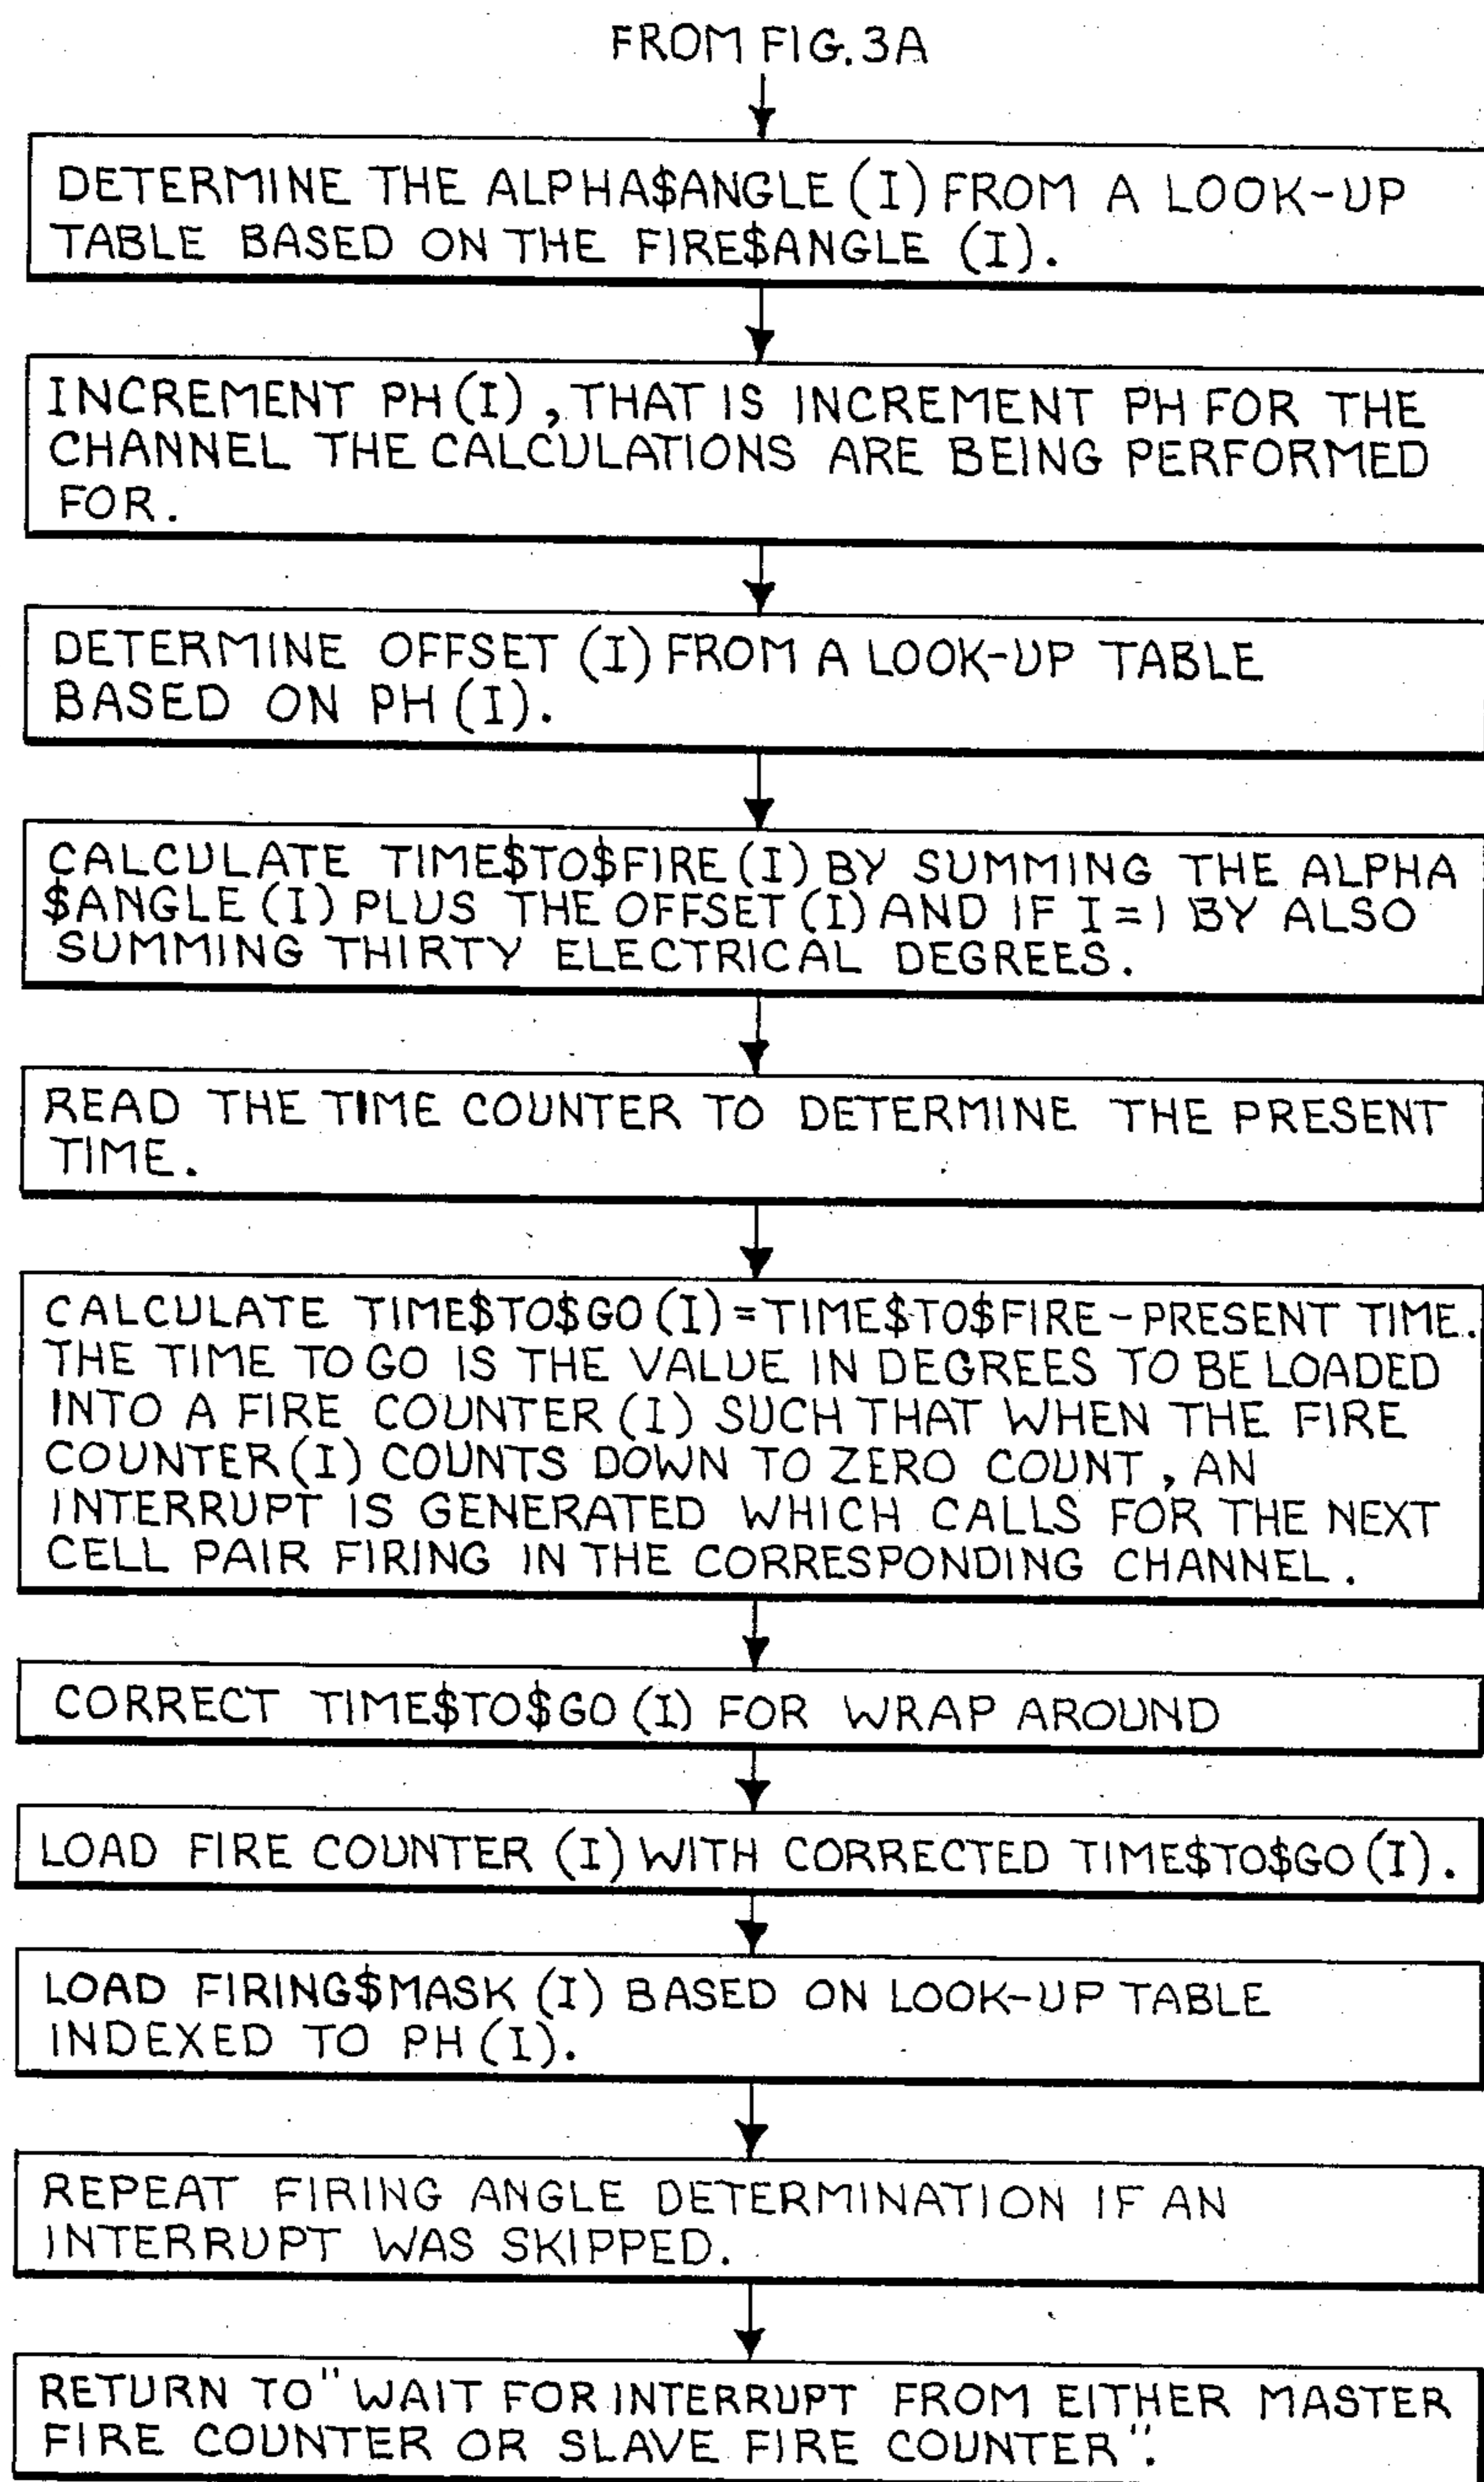 FROM FIG. 3A
DETERMINE THE ALPHA$ANGLE (I) FROM A LOOK-UP
TABLE BASED ON THE FIRE$ANGLE (I).
INCREMENT PH(I), THAT IS INCREMENT PH FOR THE
CHANNEL THE CALCULATIONS ARE BEING PERFORMED
FOR.
DETERMINE OFFSET (I) FROM A LOOK-UP TABLE
BASED ON PH (I).
CALCULATE TIME$TO$FIRE (I) BY SUMMING THE ALPHA
$ANGLE (I) PLUS THE OFFSET (I) AND IF I = 1 BY ALSO
SUMMING THIRTY ELECTRICAL DEGREES.
READ THE TIME COUNTER TO DETERMINE THE PRESENT
TIME.
CALCULATE TIME$TO$GO (I) = TIME$TO$FIRE - PRESENT TIME.
THE TIME TO GO IS THE VALUE IN DEGREES TO BE LOADED
INTO A FIRE COUNTER (I) SUCH THAT WHEN THE FIRE
COUNTER (I) COUNTS DOWN TO ZERO COUNT, AN
INTERRUPT IS GENERATED WHICH CALLS FOR THE NEXT
CELL PAIR FIRING IN THE CORRESPONDING CHANNEL.
CORRECT TIME$TO$GO (I) FOR WRAP AROUND
LOAD FIRE COUNTER (I) WITH CORRECTED TIME$TO$GO (I).
LOAD FIRING$MASK (I) BASED ON LOOK-UP TABLE
INDEXED TO PH (I).
REPEAT FIRING ANGLE DETERMINATION IF AN
INTERRUPT WAS SKIPPED.
RETURN TO "WAIT FOR INTERRUPT FROM EITHER MASTER
FIRE COUNTER OR SLAVE FIRE COUNTER".